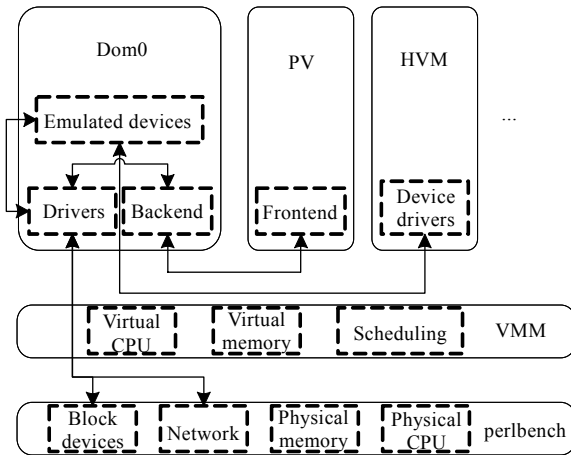 Dom0
PV
HVM
Emulated devices
...
Drivers
Backend
Frontend
Device
drivers
Virtual
CPU
Virtual
memory
Scheduling
VMM
Block
devices
Network
Physical
memory
Physical
CPU
perlbench